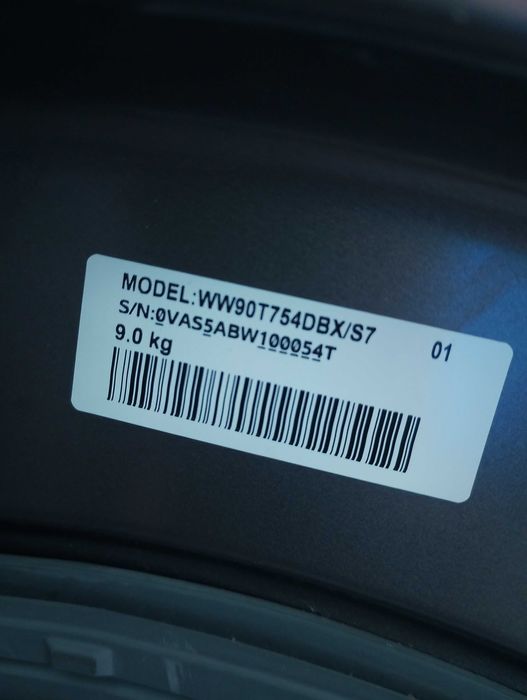 MODEL:WW90T754DBX/S7 01
S/N:0VAS5ABW100054T
9.0 kg